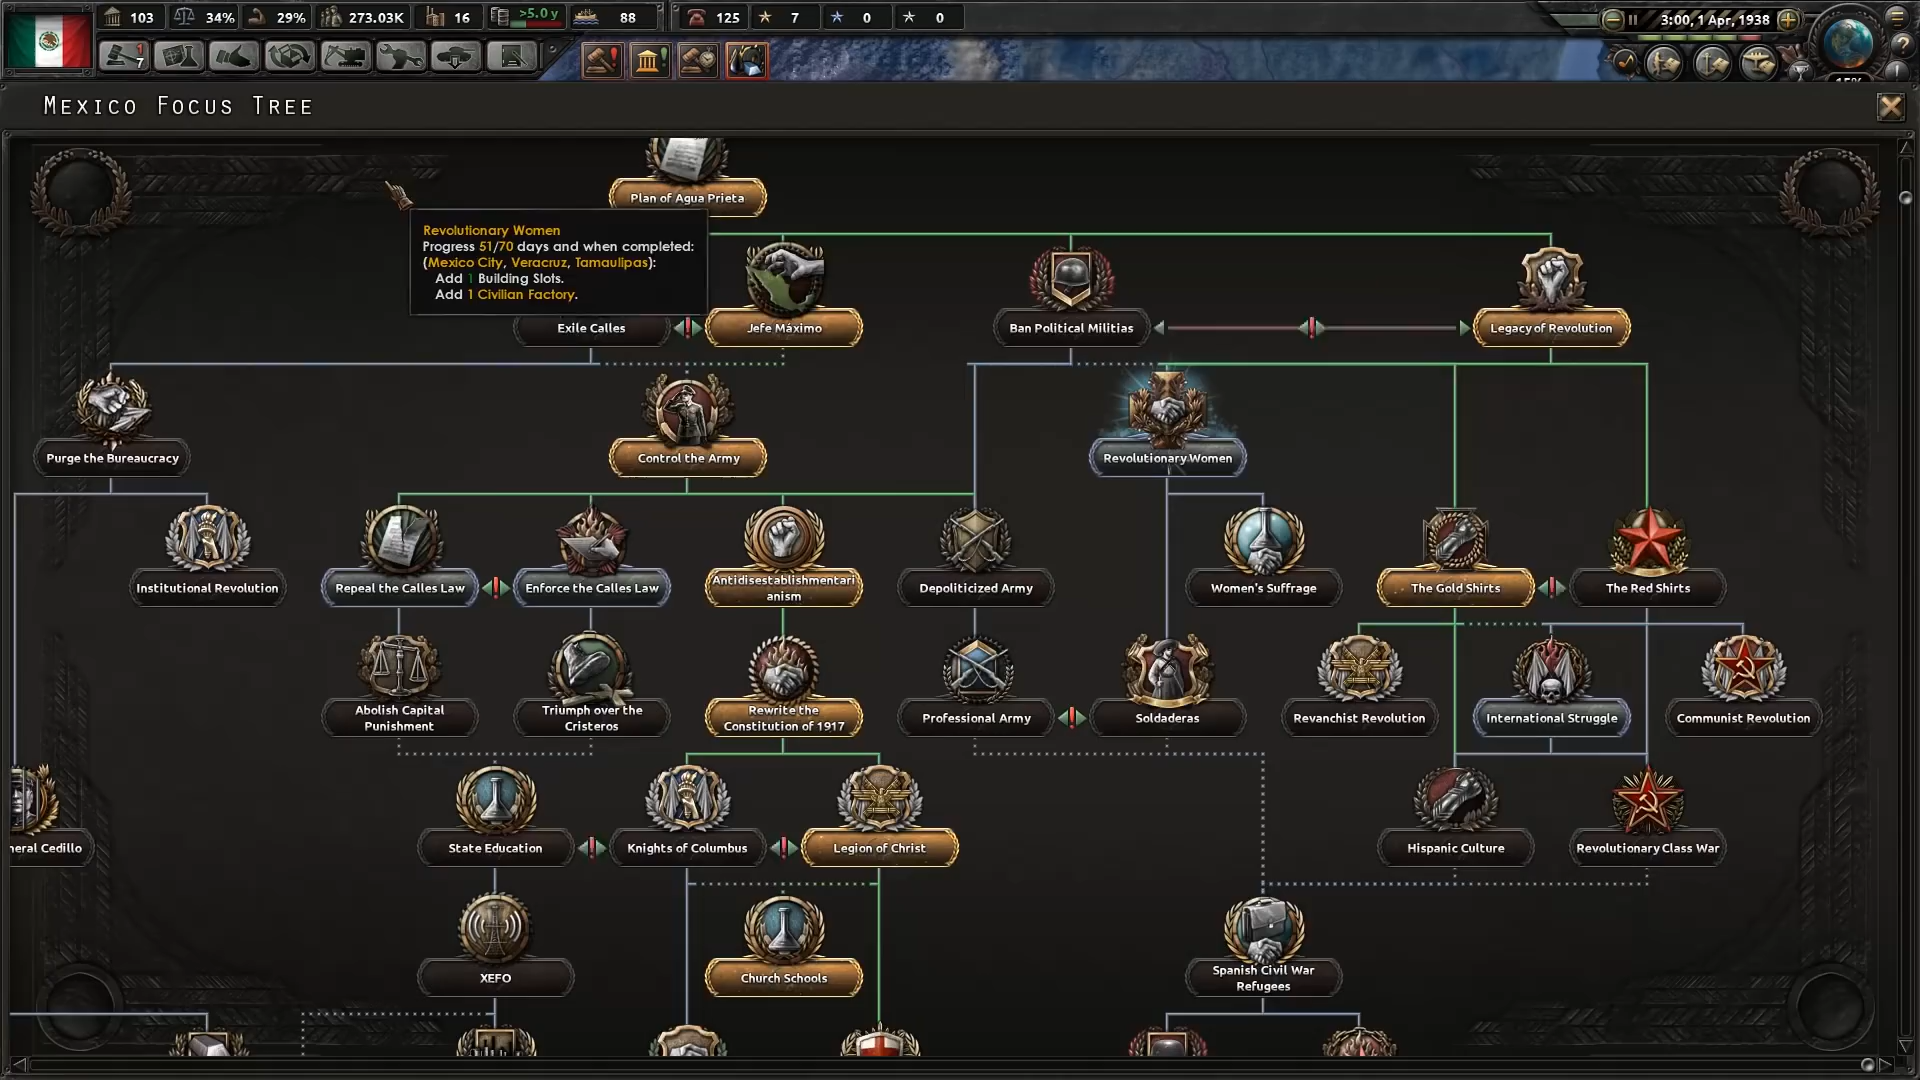 103
34%
29%
273.03K
16
>5.0 y
88
125
7
0
0
3:00, 1 Apr, 1938
1
7
Mexico Focus Tree
Plan of Agua Prieta
Revolutionary Women
Progress 51/70 days and when completed:
(Mexico City, Veracruz, Tamaulipas):
Add 1 Building Slots.
Add 1 Civilian Factory.
Exile Calles
Jefe Máximo
Ban Political Militias
Legacy of Revolution
Purge the Bureaucracy
Control the Army
Revolutionary Women
Institutional Revolution
Repeal the Calles Law
Enforce the Calles Law
Antidisestablishmentari
anism
Depoliticized Army
Women's Suffrage
The Gold Shirts
The Red Shirts
Abolish Capital
Punishment
Triumph over the
Cristeros
Rewrite the
Constitution of 1917
Professional Army
Soldaderas
Revanchist Revolution
International Struggle
Communist Revolution
neral Cedillo
State Education
Knights of Columbus
Legion of Christ
Hispanic Culture
Revolutionary Class War
XEFO
Church Schools
Spanish Civil War
Refugees